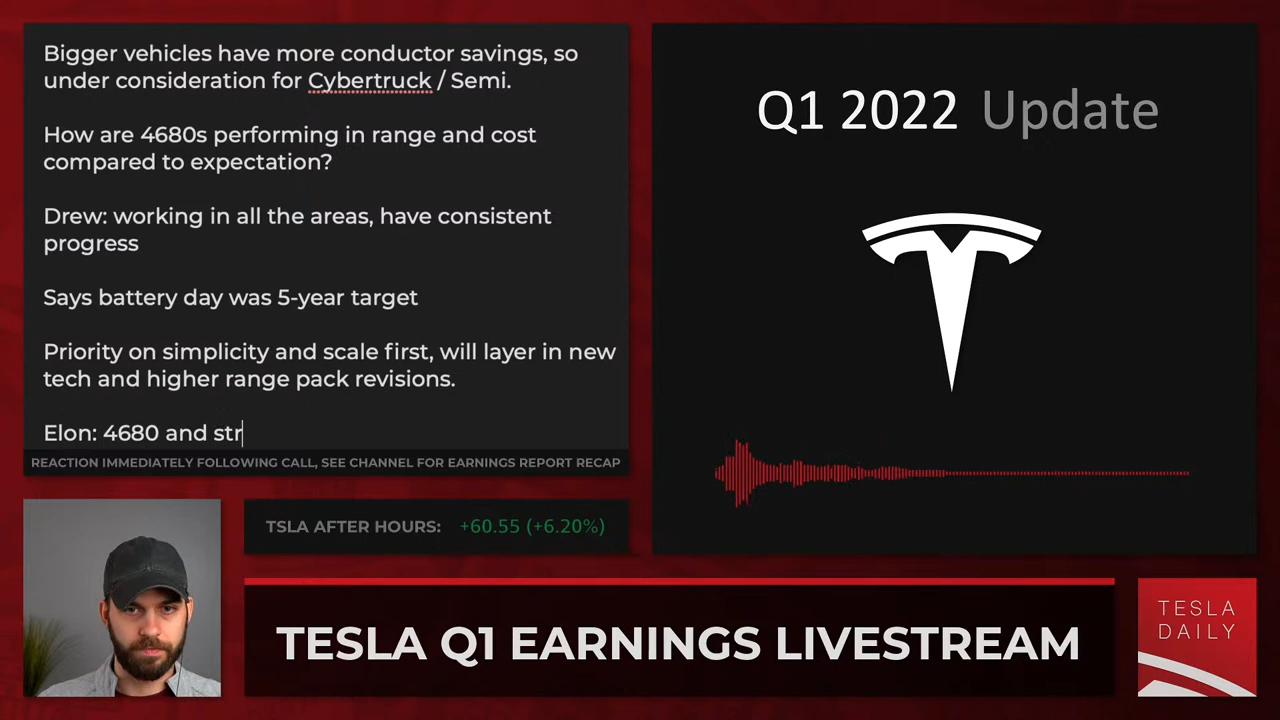 Bigger vehicles have more conductor savings, so
under consideration for Cybertruck / Semi.
How are 4680s performing in range and cost
compared to expectation?
Drew: working in all the areas, have consistent
progress
Says battery day was 5-year target
Priority on simplicity and scale first, will layer in new
tech and higher range pack revisions.
Elon: 4680 and str
REACTION IMMEDIATELY FOLLOWING CALL, SEE CHANNEL FOR EARNINGS REPORT RECAP
Q1 2022 Update
TSLA AFTER HOURS: +60.55 (+6.20%)
TESLA Q1 EARNINGS LIVESTREAM
TESLA
DAILY